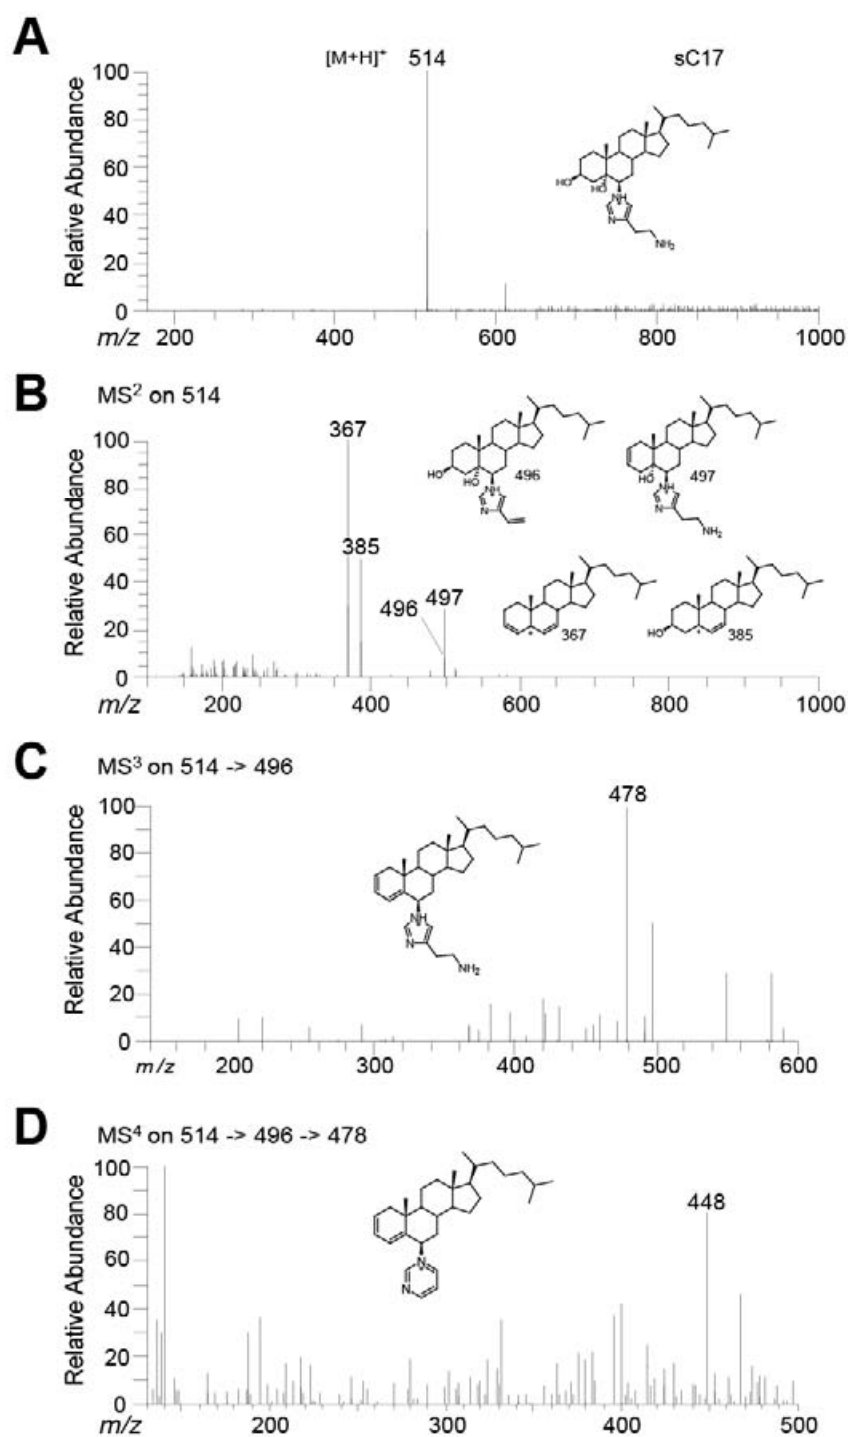 A
[M+H]⁺ 514 sC17
Relative Abundance
100
80
60
40
20
0
HO
HO
NH
N
NH₂
m/z 200 400 600 800 1000
B
MS² on 514
Relative Abundance
100
80
60
40
20
0
367
385
496 497
HO
HO
496
NH
N
HO
497
NH
N
NH₂
367
HO
385
m/z 200 400 600 800 1000
C
MS³ on 514 -> 496
Relative Abundance
100
80
60
40
20
0
478
NH
N
NH₂
m/z 200 300 400 500 600
D
MS⁴ on 514 -> 496 -> 478
Relative Abundance
100
80
60
40
20
0
448
N
N
m/z 200 300 400 500